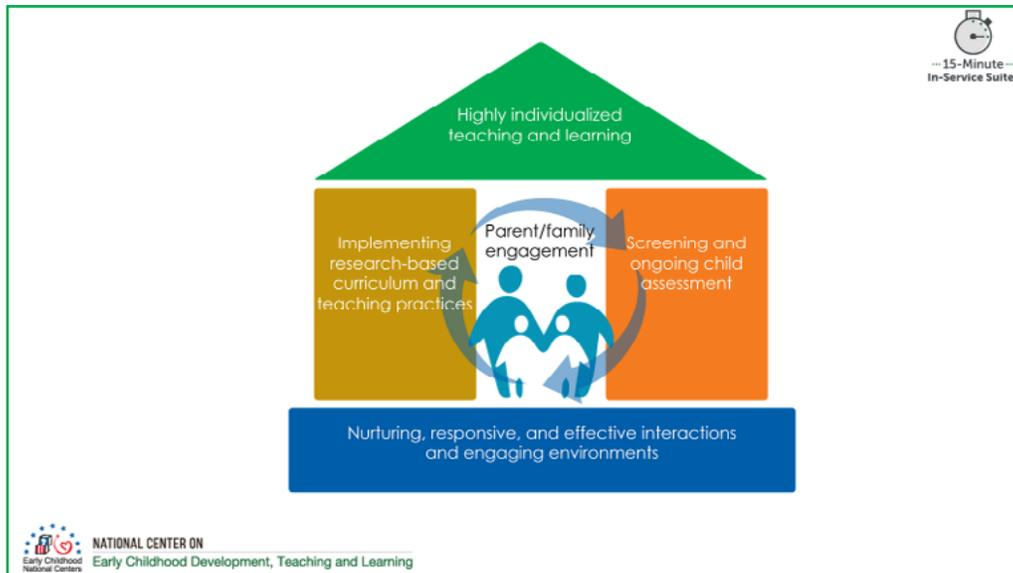 ···15-Minute···
In-Service Suite
Highly individualized
teaching and learning
Parent/family
engagement
Implementing
research-based
curriculum and
teaching practices
Screening and
ongoing child
assessment
Nurturing, responsive, and effective interactions
and engaging environments
Early Childhood
National Centers
NATIONAL CENTER ON
Early Childhood Development, Teaching and Learning